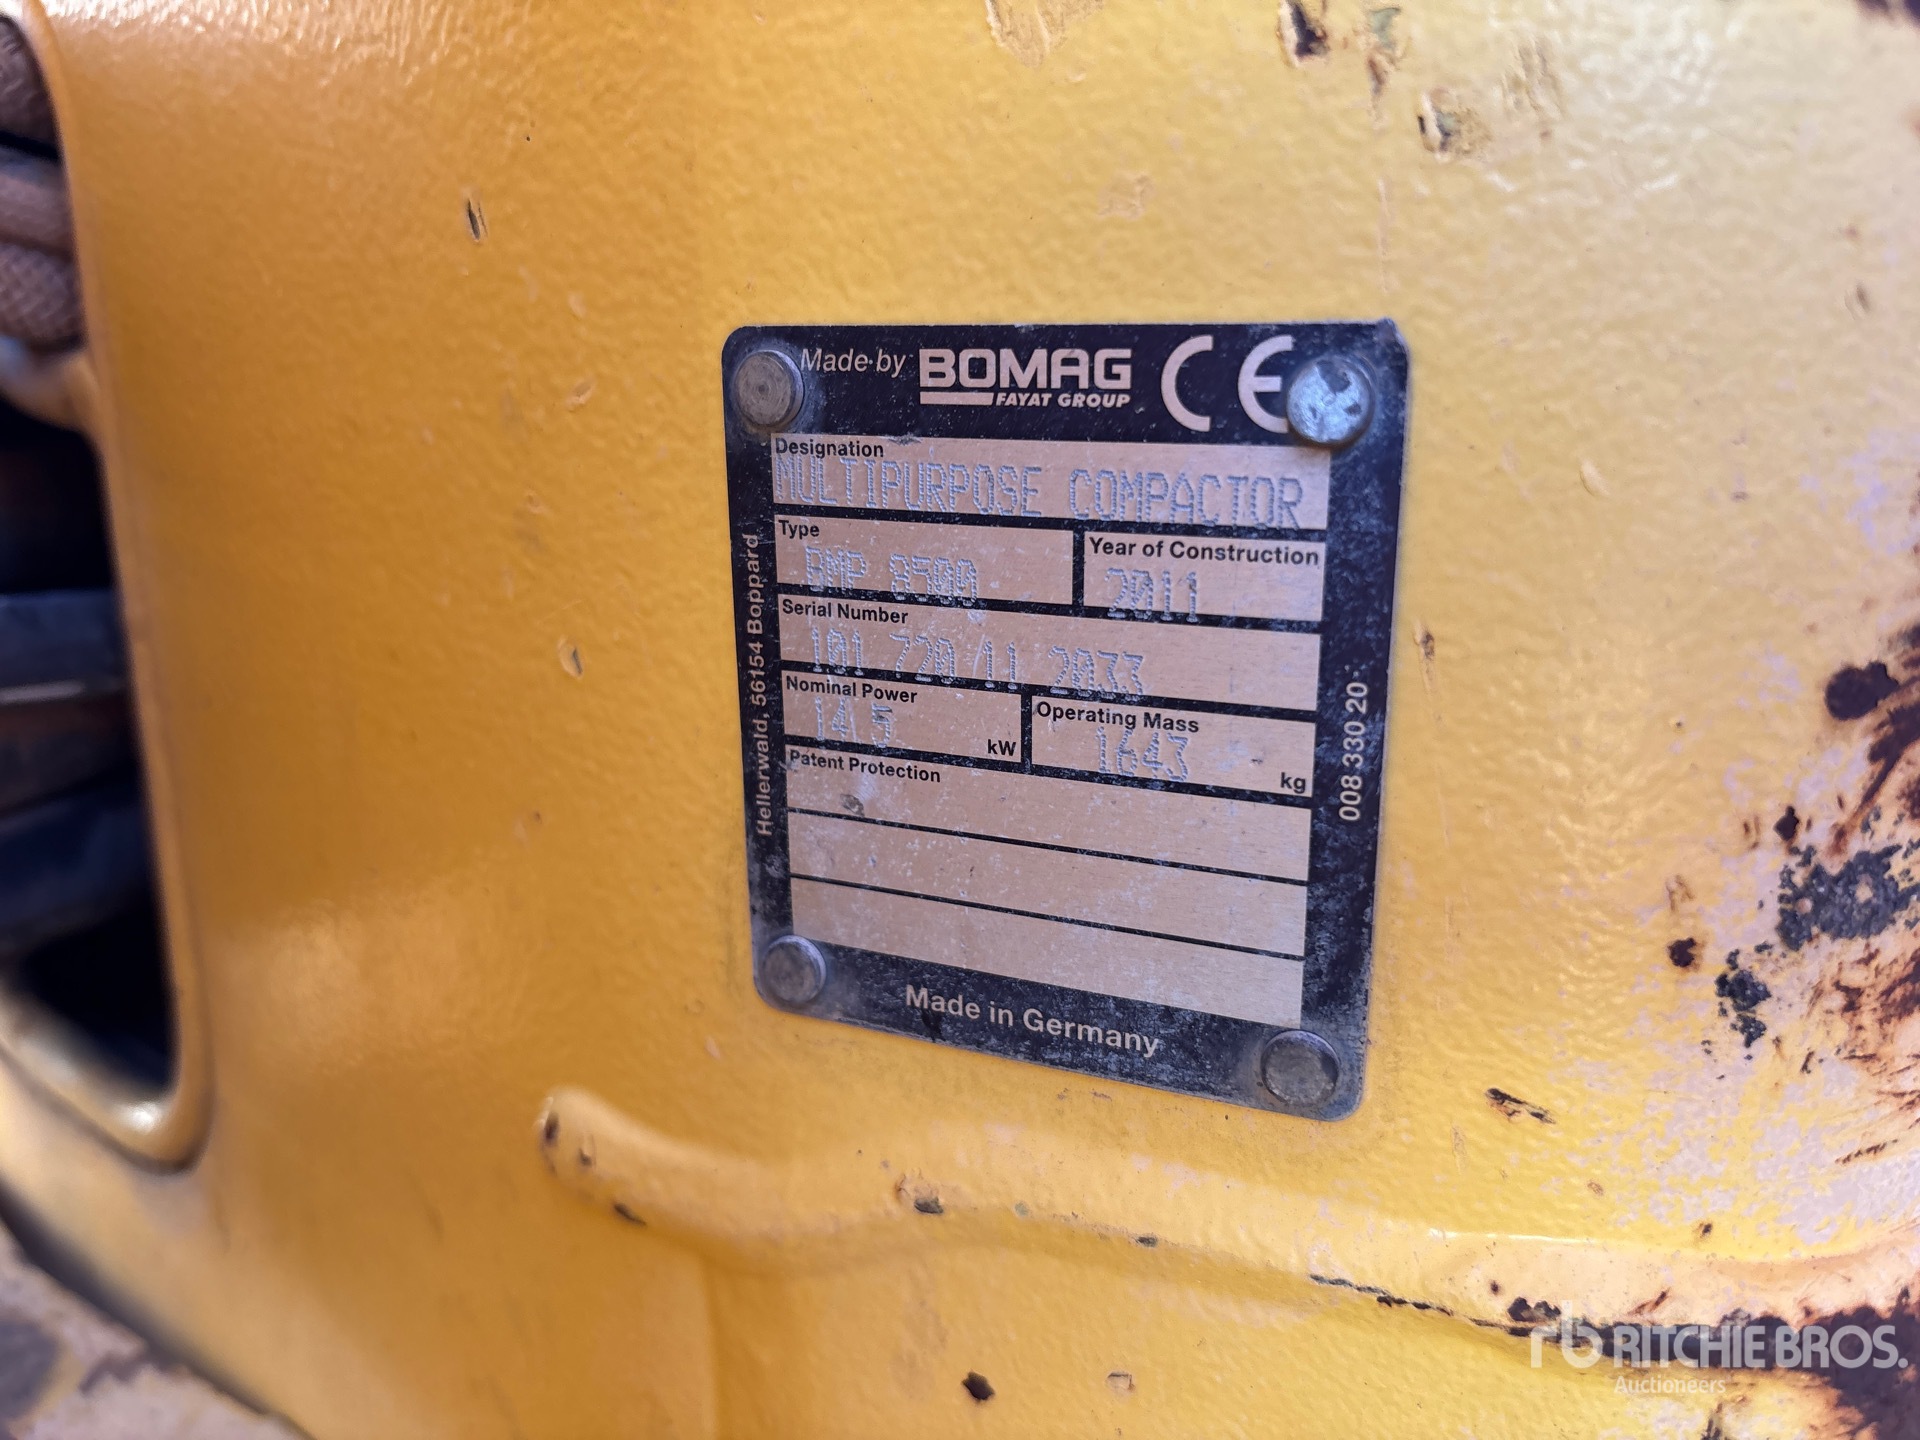 Made by BOMAG CE
FAYAT GROUP
Designation
MULTIPURPOSE COMPACTOR
Type
BMP 8500
Year of Construction
2011
Serial Number
101 720 11 2033
Nominal Power
14,5
kW
Operating Mass
1643
kg
Patent Protection
Made in Germany
Hellerwald, 56154 Boppard
008 330 20
rb RITCHIE BROS.
Auctioneers